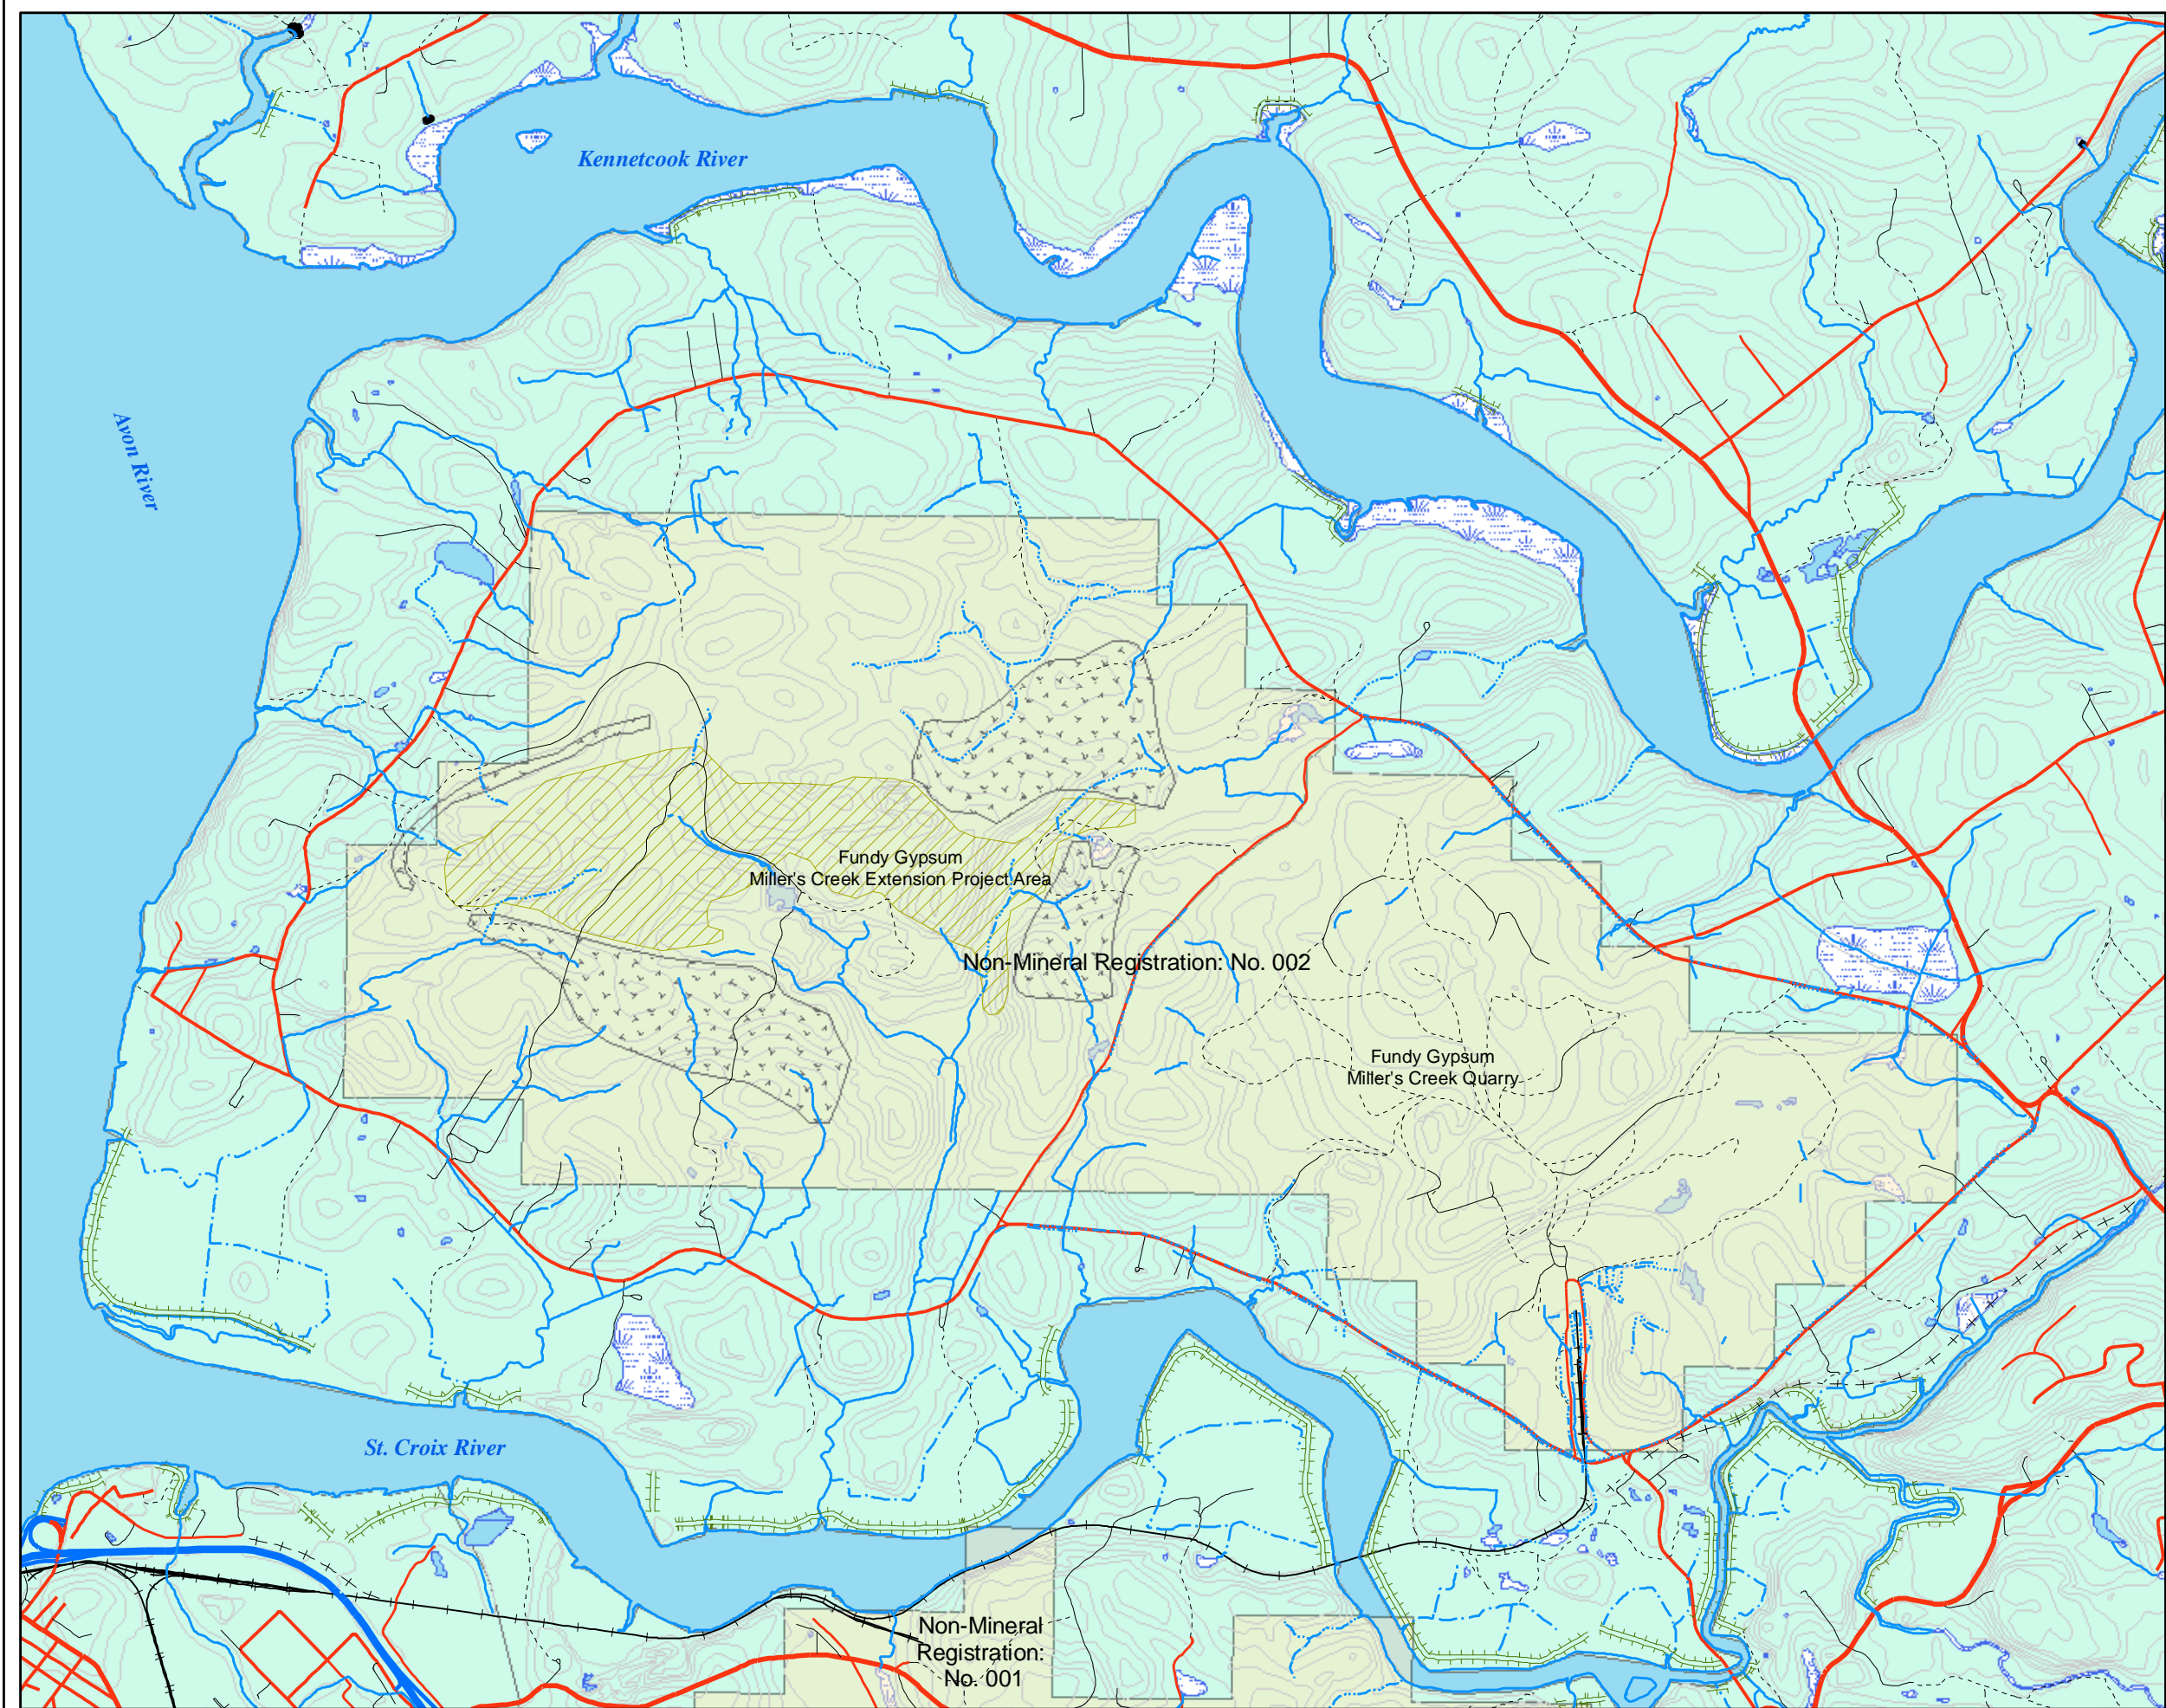 Kennetcook River
Avon River
Fundy Gypsum
Miller's Creek Extension Project Area
Non-Mineral Registration: No. 002
Fundy Gypsum
Miller's Creek Quarry
St. Croix River
Non-Mineral
Registration:
No. 001